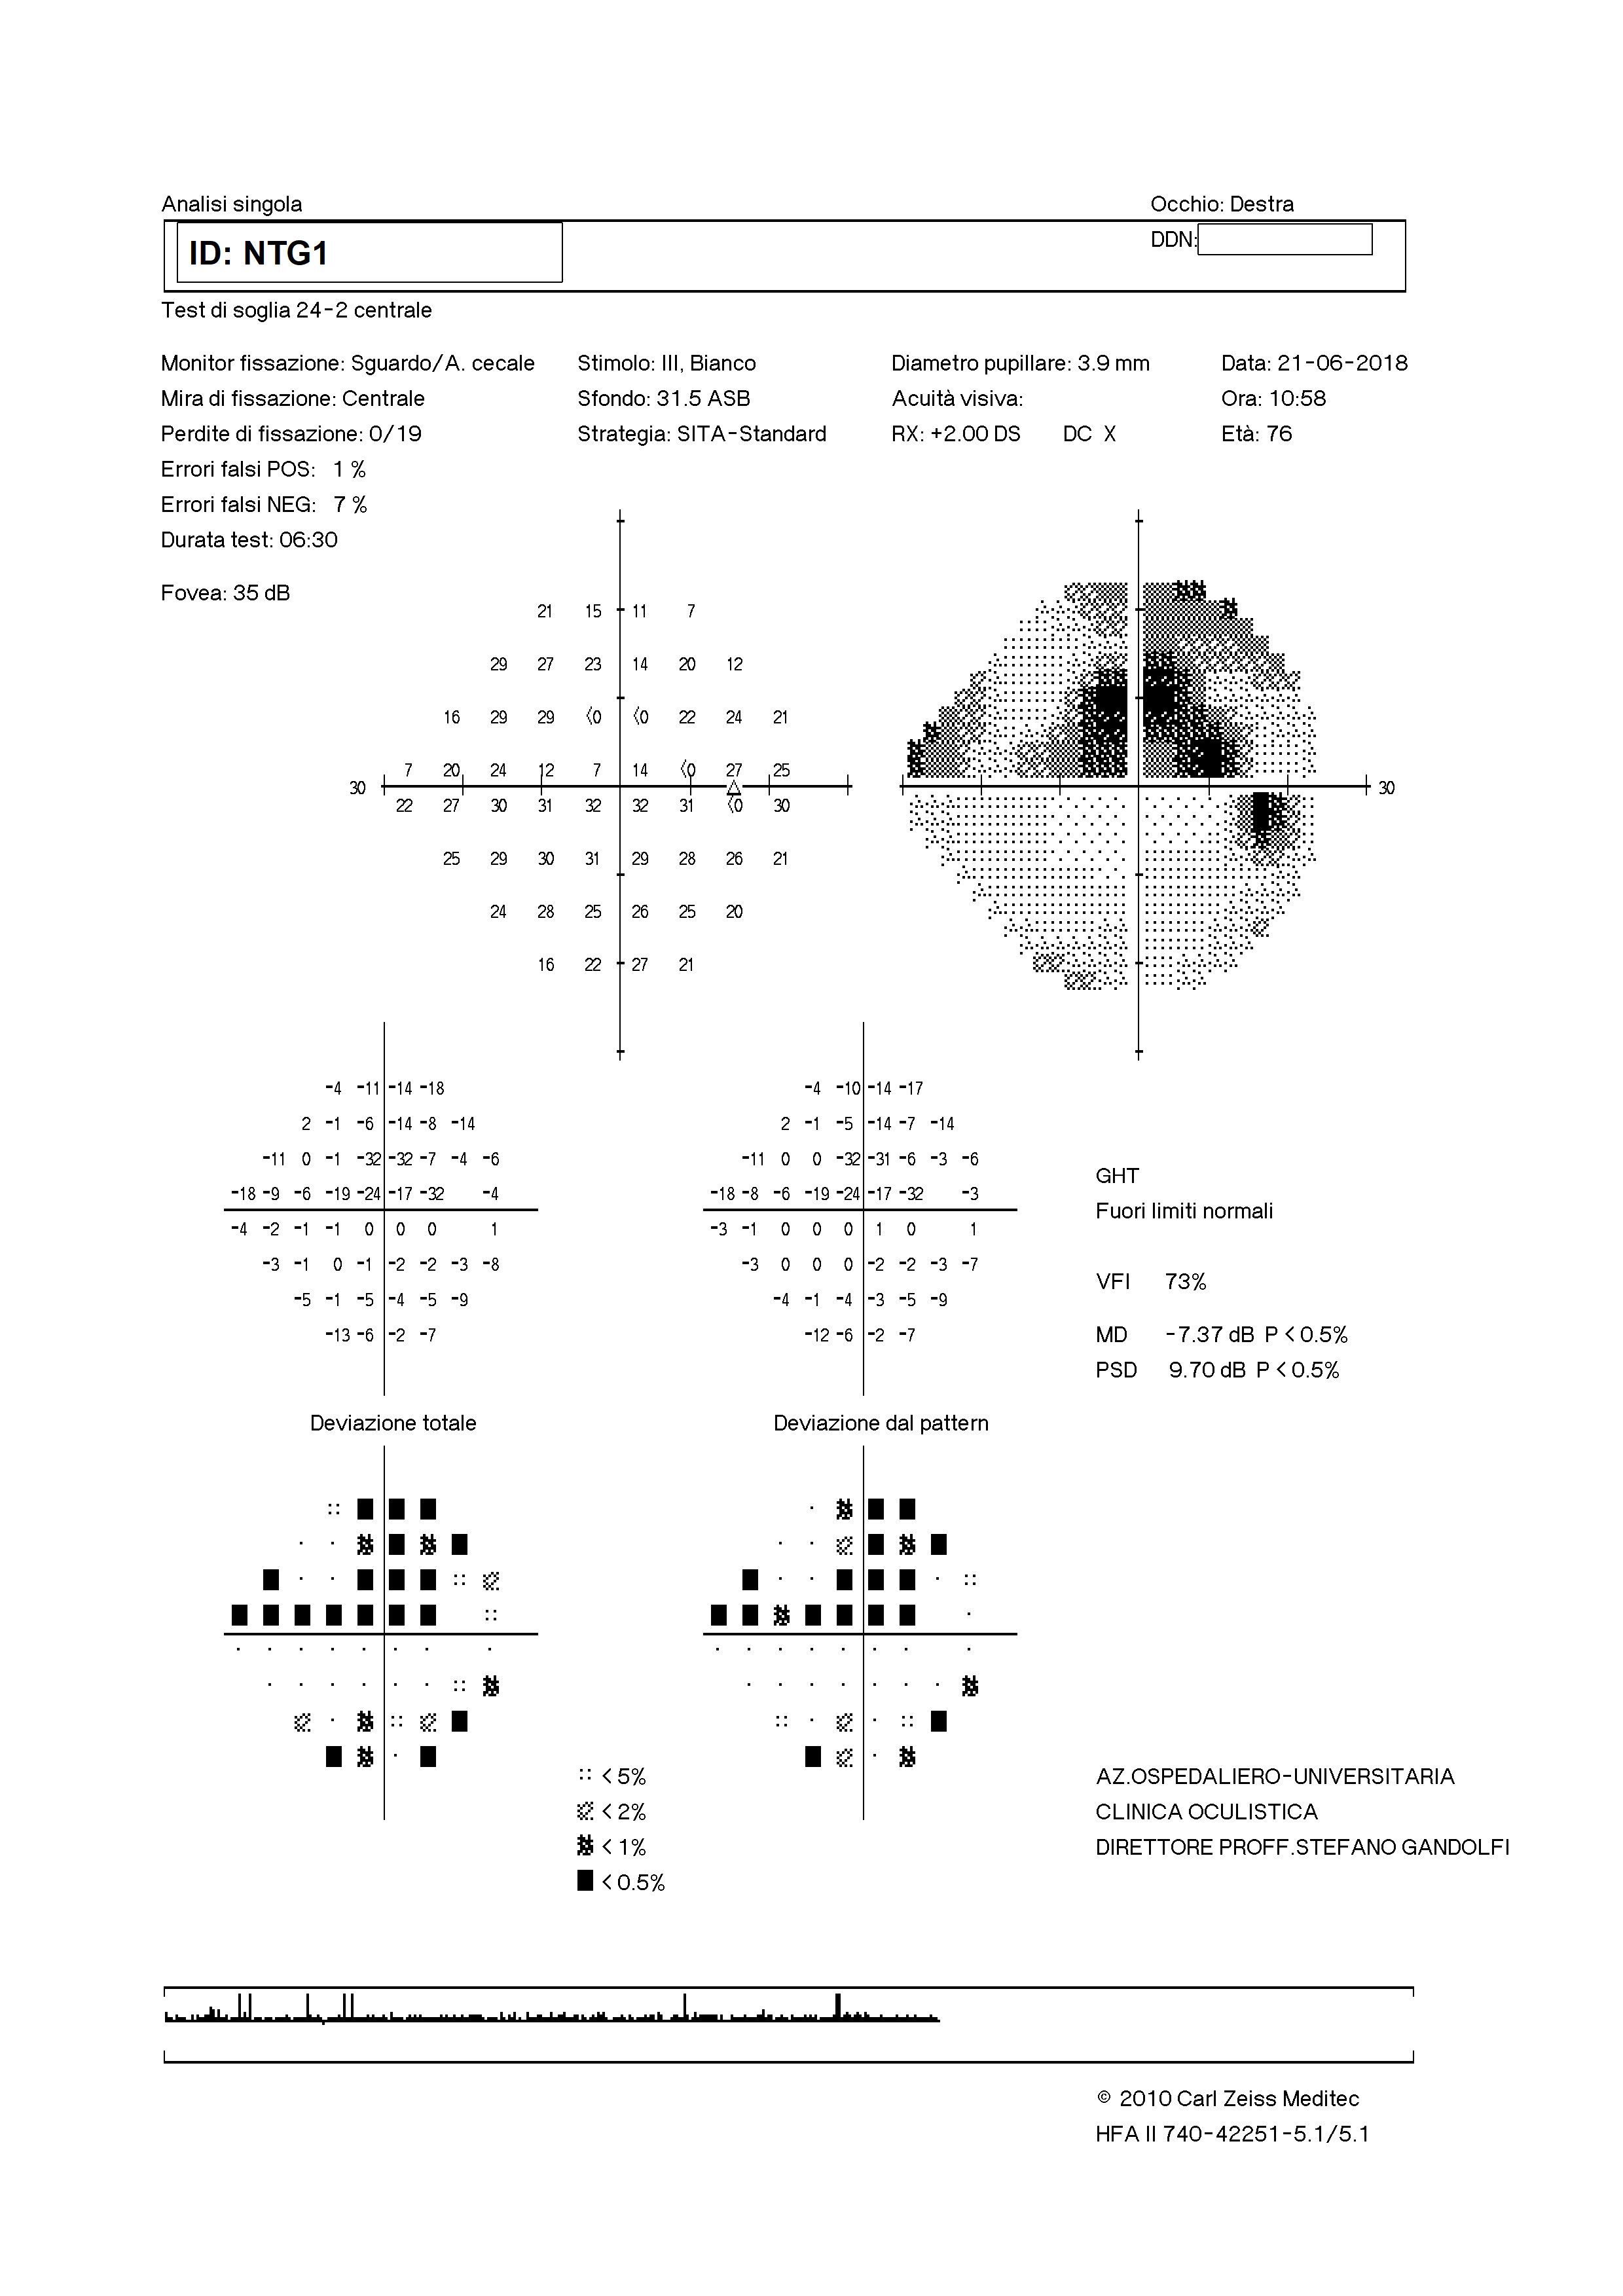 Analisi singola Occhio: Destra
ID: NTG1 DDN:
Test di soglia 24-2 centrale
Monitor fissazione: Sguardo/A. cecale Stimolo: III, Bianco Diametro pupillare: 3.9 mm Data: 21-06-2018
Mira di fissazione: Centrale Sfondo: 31.5 ASB Acuità visiva: Ora: 10:58
Perdite di fissazione: 0/19 Strategia: SITA-Standard RX: +2.00 DS DC X Età: 76
Errori falsi POS: 1 %
Errori falsi NEG: 7 %
Durata test: 06:30
Fovea: 35 dB
21 15 11 7
29 27 23 14 20 12
16 29 29 <0 <0 22 24 21
7 20 24 12 7 14 <0 27 25
30 30
22 27 30 31 32 32 31 <0 30
25 29 30 31 29 28 26 21
24 28 25 26 25 20
16 22 27 21
-4 -11 -14 -18 -4 -10 -14 -17
2 -1 -6 -14 -8 -14 2 -1 -5 -14 -7 -14
-11 0 -1 -32 -32 -7 -4 -6 -11 0 0 -32 -31 -6 -3 -6
GHT
-18 -9 -6 -19 -24 -17 -32 -4 -18 -8 -6 -19 -24 -17 -32 -3
Fuori limiti normali
-4 -2 -1 -1 0 0 0 1 -3 -1 0 0 0 1 0 1
-3 -1 0 -1 -2 -2 -3 -8 -3 0 0 0 -2 -2 -3 -7
VFI 73%
-5 -1 -5 -4 -5 -9 -4 -1 -4 -3 -5 -9
-13 -6 -2 -7 -12 -6 -2 -7
MD -7.37 dB P < 0.5%
PSD 9.70 dB P < 0.5%
Deviazione totale Deviazione dal pattern
< 5% AZ.OSPEDALIERO-UNIVERSITARIA
< 2% CLINICA OCULISTICA
< 1% DIRETTORE PROFF.STEFANO GANDOLFI
< 0.5%
© 2010 Carl Zeiss Meditec
HFA II 740-42251-5.1/5.1